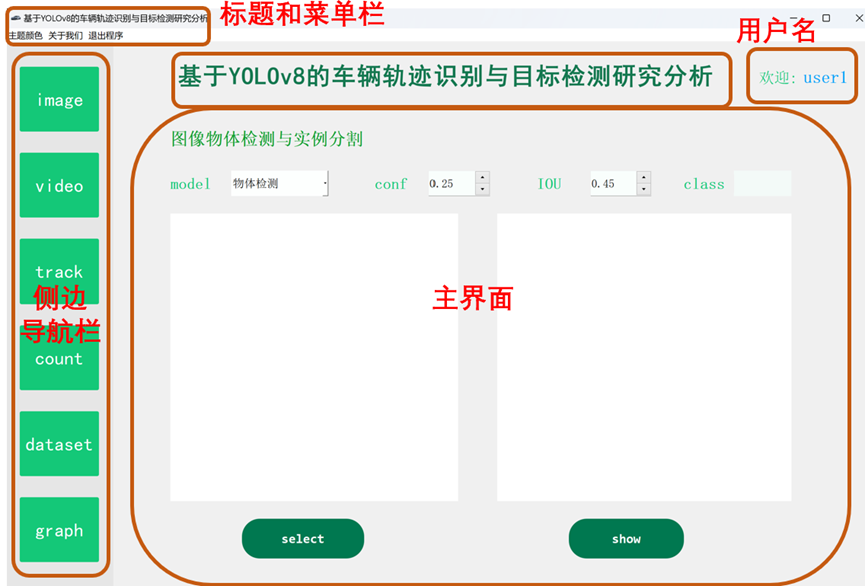 基于YOLOv8的车辆轨迹识别与目标检测研究分析
标题和菜单栏
主题颜色 关于我们 退出程序
用户名
基于YOLOv8的车辆轨迹识别与目标检测研究分析
欢迎: user1
image
video
track
侧边
导航栏
count
dataset
graph
图像物体检测与实例分割
model 物体检测 conf 0.25 IOU 0.45 class
主界面
select show